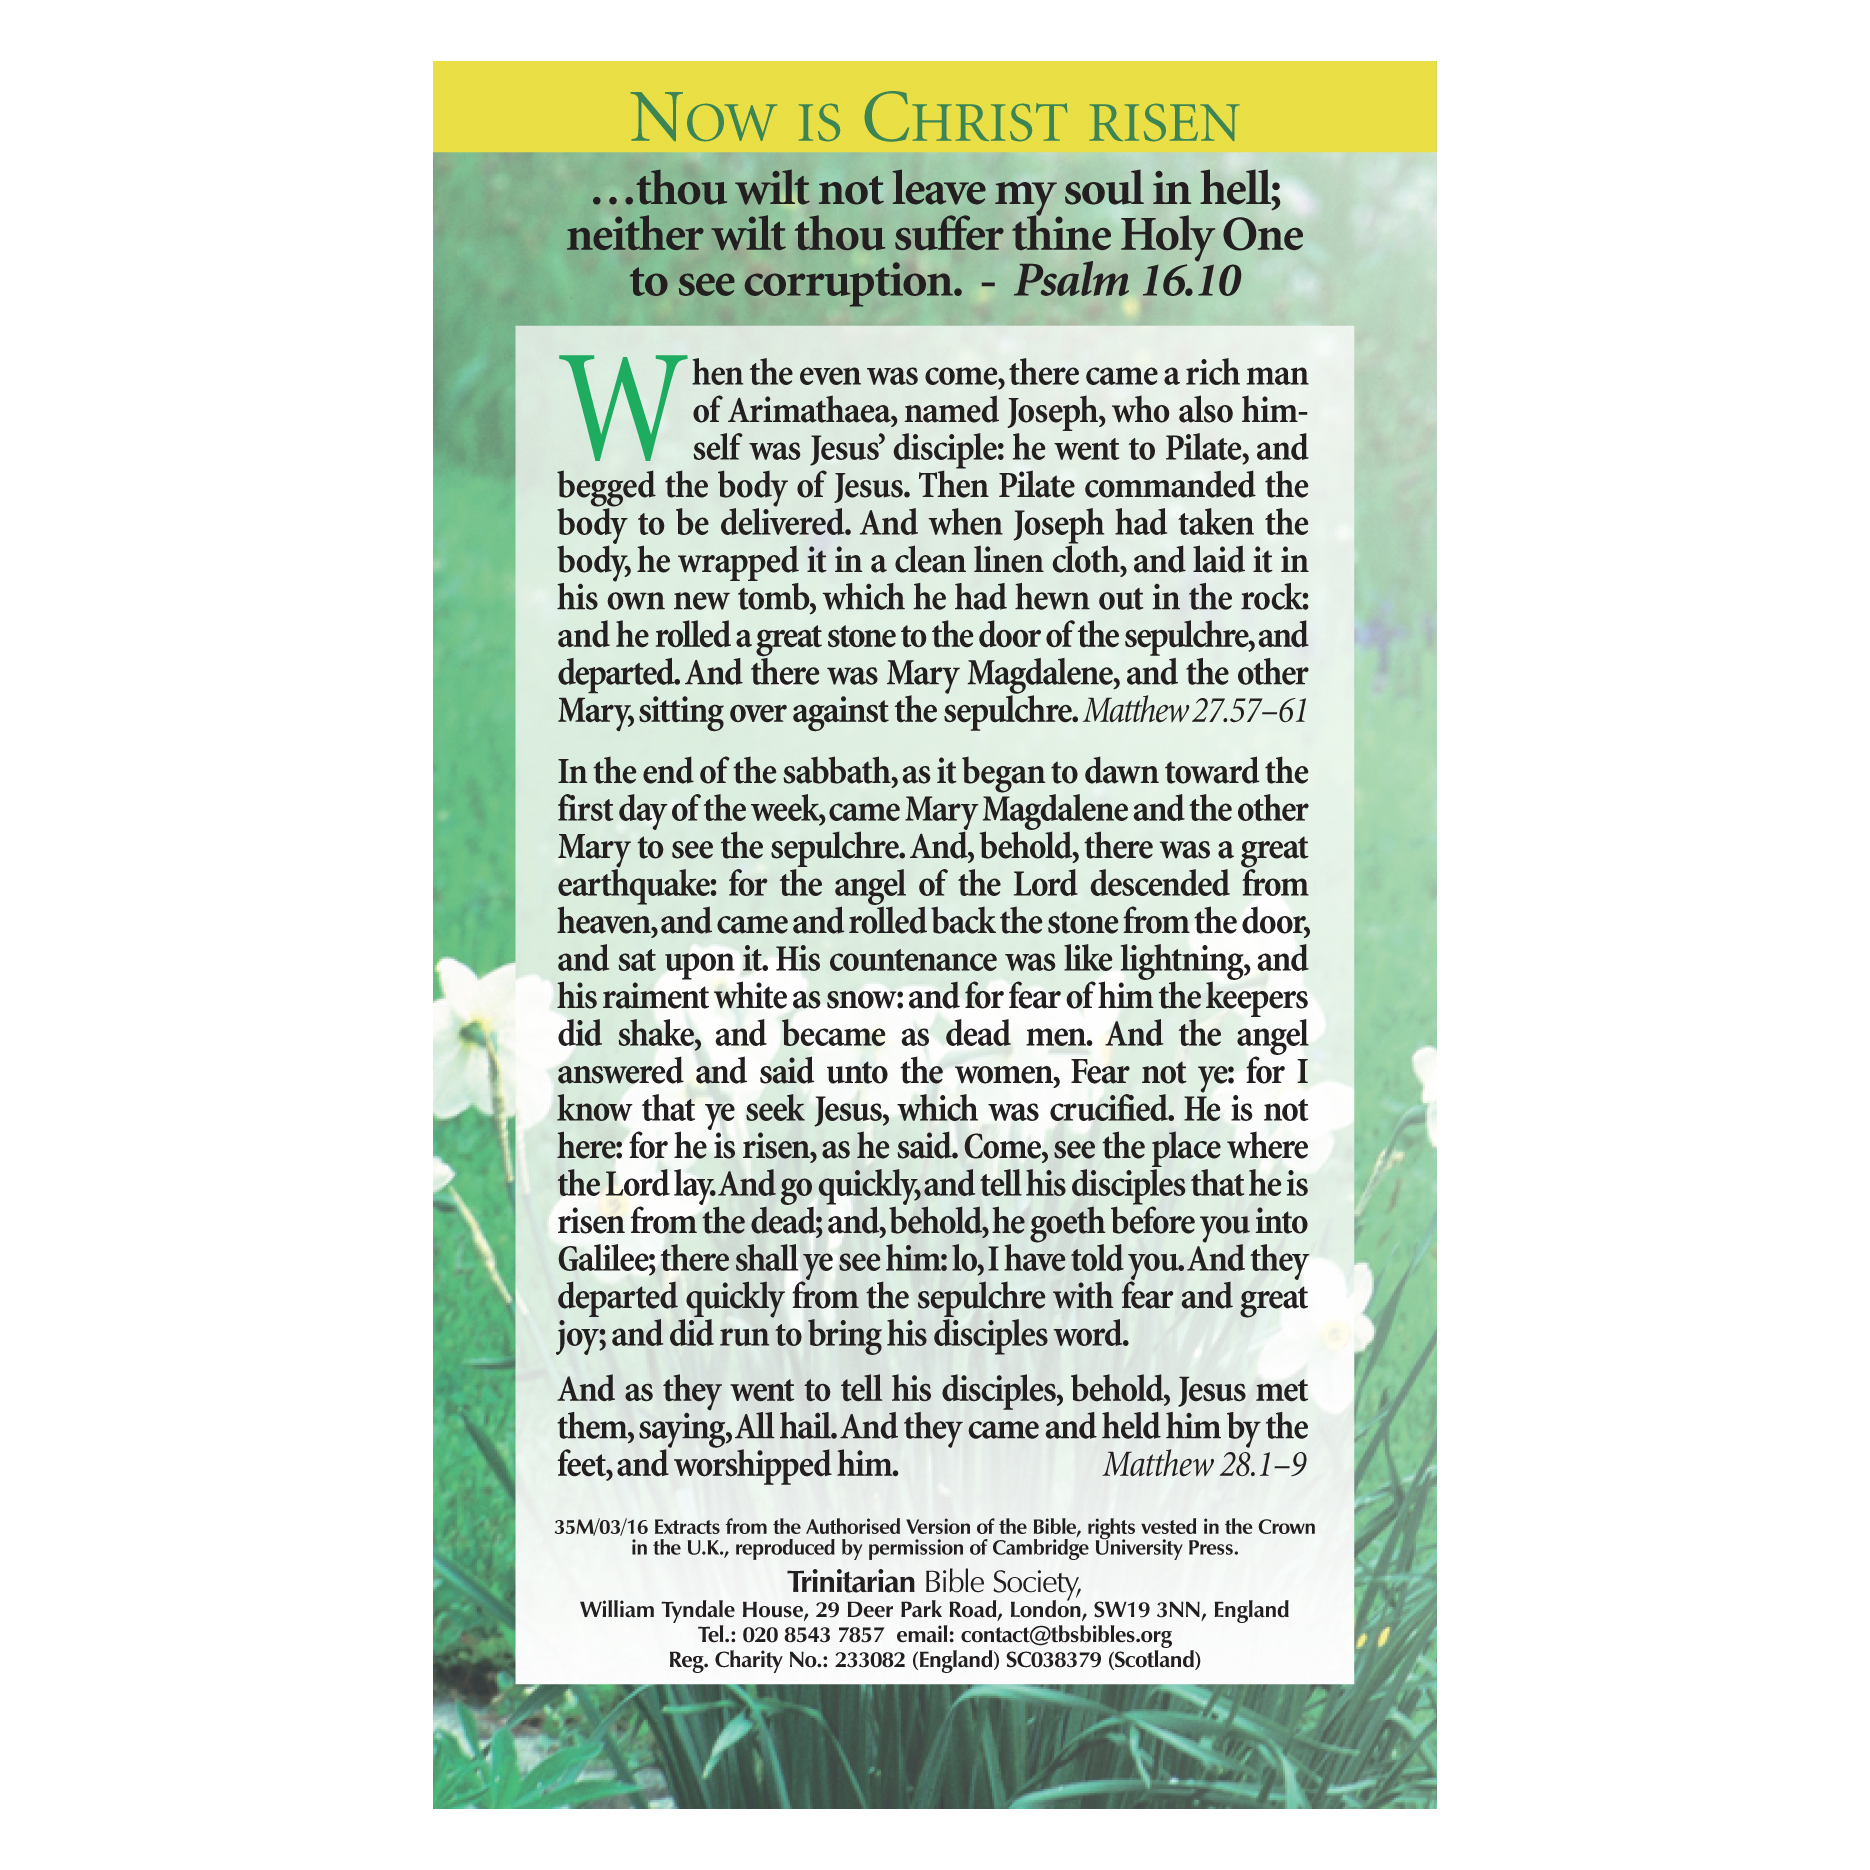 Now is Christ risen
…thou wilt not leave my soul in hell;
neither wilt thou suffer thine Holy One
to see corruption. - Psalm 16.10
When the even was come, there came a rich man
of Arimathaea, named Joseph, who also him-
self was Jesus’ disciple: he went to Pilate, and
begged the body of Jesus. Then Pilate commanded the
body to be delivered. And when Joseph had taken the
body, he wrapped it in a clean linen cloth, and laid it in
his own new tomb, which he had hewn out in the rock:
and he rolled a great stone to the door of the sepulchre, and
departed. And there was Mary Magdalene, and the other
Mary, sitting over against the sepulchre. Matthew 27.57–61
In the end of the sabbath, as it began to dawn toward the
first day of the week, came Mary Magdalene and the other
Mary to see the sepulchre. And, behold, there was a great
earthquake: for the angel of the Lord descended from
heaven, and came and rolled back the stone from the door,
and sat upon it. His countenance was like lightning, and
his raiment white as snow: and for fear of him the keepers
did shake, and became as dead men. And the angel
answered and said unto the women, Fear not ye: for I
know that ye seek Jesus, which was crucified. He is not
here: for he is risen, as he said. Come, see the place where
the Lord lay. And go quickly, and tell his disciples that he is
risen from the dead; and, behold, he goeth before you into
Galilee; there shall ye see him: lo, I have told you. And they
departed quickly from the sepulchre with fear and great
joy; and did run to bring his disciples word.
And as they went to tell his disciples, behold, Jesus met
them, saying, All hail. And they came and held him by the
feet, and worshipped him. Matthew 28.1–9
35M/03/16 Extracts from the Authorised Version of the Bible, rights vested in the Crown
in the U.K., reproduced by permission of Cambridge University Press.
Trinitarian Bible Society,
William Tyndale House, 29 Deer Park Road, London, SW19 3NN, England
Tel.: 020 8543 7857 email: contact@tbsbibles.org
Reg. Charity No.: 233082 (England) SC038379 (Scotland)